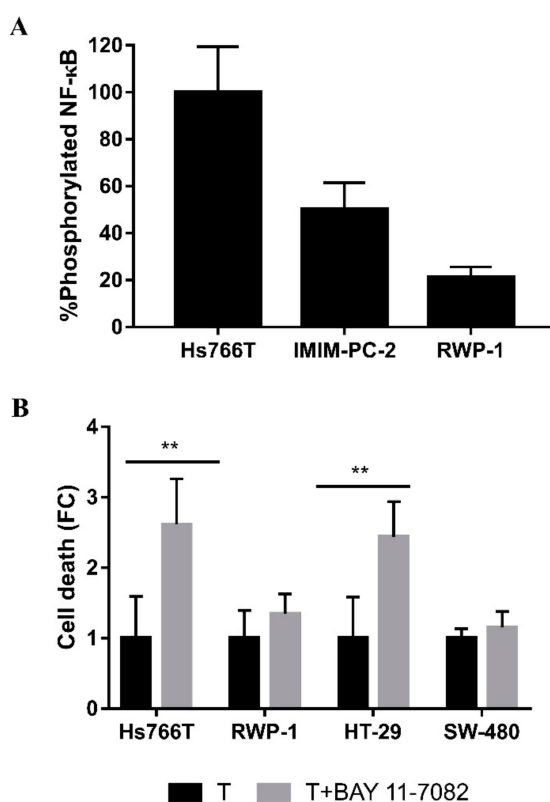 A
%Phosphorylated NF-κB
120
100
80
60
40
20
0
Hs766T IMIM-PC-2 RWP-1
B
Cell death (FC)
4
3
2
1
0
** **
Hs766T RWP-1 HT-29 SW-480
T T+BAY 11-7082